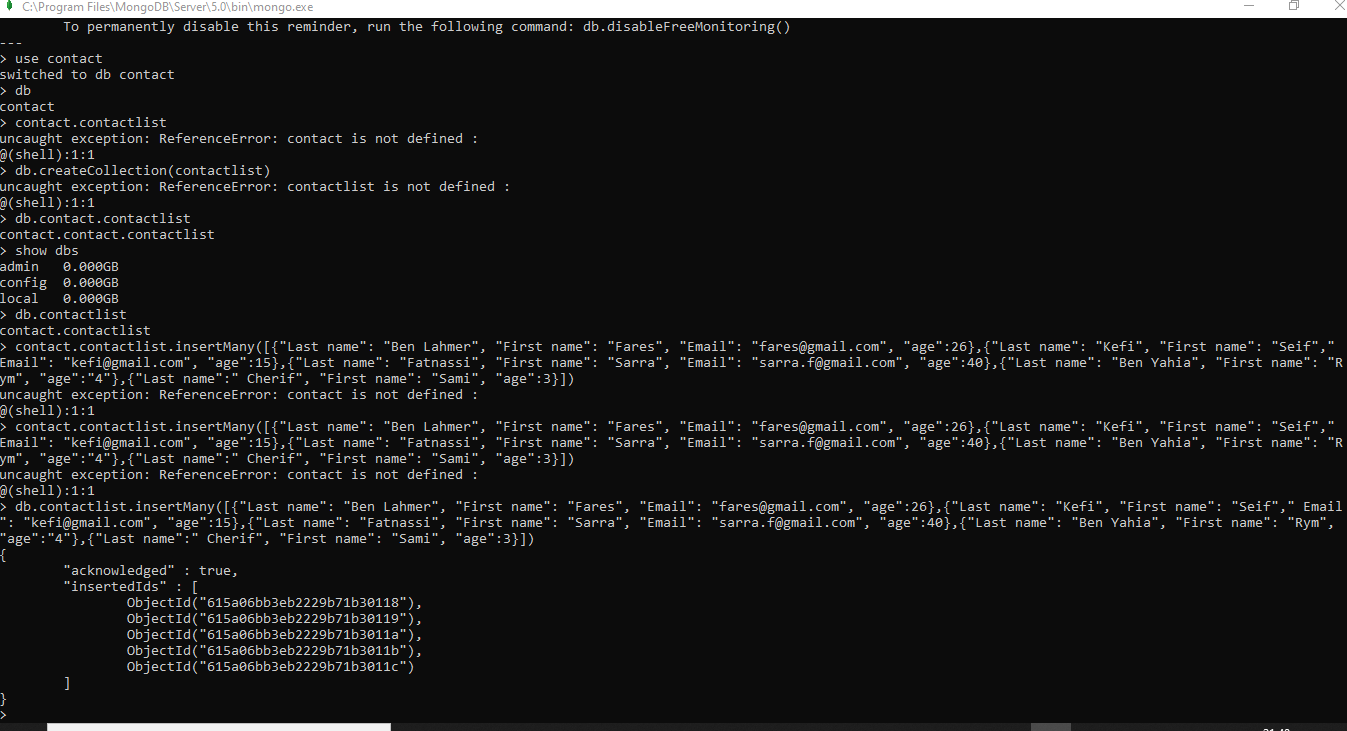 C:\Program Files\MongoDB\Server\5.0\bin\mongo.exe
To permanently disable this reminder, run the following command: db.disableFreeMonitoring()
---
> use contact
switched to db contact
> db
contact
> contact.contactlist
uncaught exception: ReferenceError: contact is not defined :
@(shell):1:1
> db.createCollection(contactlist)
uncaught exception: ReferenceError: contactlist is not defined :
@(shell):1:1
> db.contact.contactlist
contact.contact.contactlist
> show dbs
admin   0.000GB
config  0.000GB
local   0.000GB
> db.contactlist
contact.contactlist
> contact.contactlist.insertMany([{"Last name": "Ben Lahmer", "First name": "Fares", "Email": "fares@gmail.com", "age":26},{"Last name": "Kefi", "First name": "Seif","
Email": "kefi@gmail.com", "age":15},{"Last name": "Fatnassi", "First name": "Sarra", "Email": "sarra.f@gmail.com", "age":40},{"Last name": "Ben Yahia", "First name": "R
ym", "age":"4"},{"Last name":" Cherif", "First name": "Sami", "age":3}])
uncaught exception: ReferenceError: contact is not defined :
@(shell):1:1
> contact.contactlist.insertMany([{"Last name": "Ben Lahmer", "First name": "Fares", "Email": "fares@gmail.com", "age":26},{"Last name": "Kefi", "First name": "Seif","
Email": "kefi@gmail.com", "age":15},{"Last name": "Fatnassi", "First name": "Sarra", "Email": "sarra.f@gmail.com", "age":40},{"Last name": "Ben Yahia", "First name": "R
ym", "age":"4"},{"Last name":" Cherif", "First name": "Sami", "age":3}])
uncaught exception: ReferenceError: contact is not defined :
@(shell):1:1
> db.contactlist.insertMany([{"Last name": "Ben Lahmer", "First name": "Fares", "Email": "fares@gmail.com", "age":26},{"Last name": "Kefi", "First name": "Seif"," Email
": "kefi@gmail.com", "age":15},{"Last name": "Fatnassi", "First name": "Sarra", "Email": "sarra.f@gmail.com", "age":40},{"Last name": "Ben Yahia", "First name": "Rym",
"age":"4"},{"Last name":" Cherif", "First name": "Sami", "age":3}])
{
        "acknowledged" : true,
        "insertedIds" : [
                ObjectId("615a06bb3eb2229b71b30118"),
                ObjectId("615a06bb3eb2229b71b30119"),
                ObjectId("615a06bb3eb2229b71b3011a"),
                ObjectId("615a06bb3eb2229b71b3011b"),
                ObjectId("615a06bb3eb2229b71b3011c")
        ]
}
>